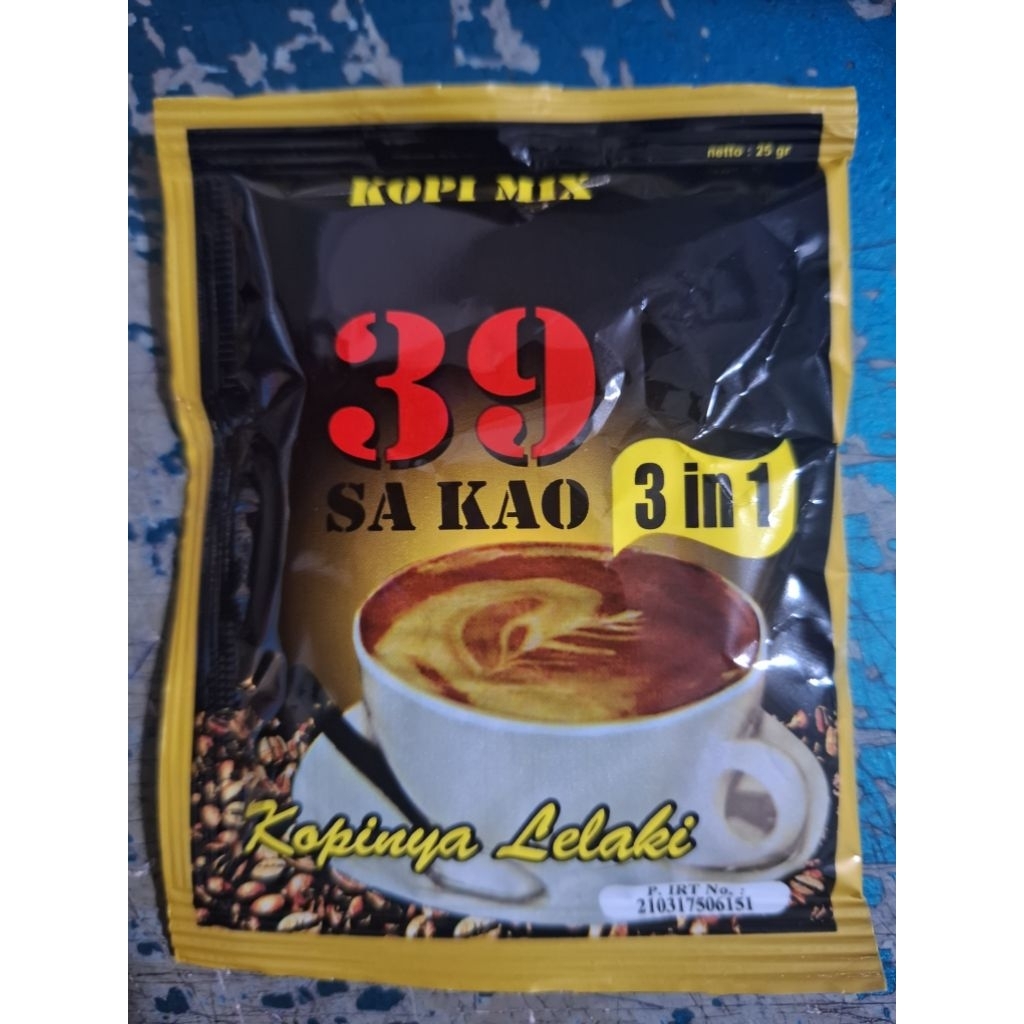 netto : 25 gr
KOPI MIX
39
SA KAO
3 in 1
Kopinya Lelaki
P. IRT No. :
210317506151